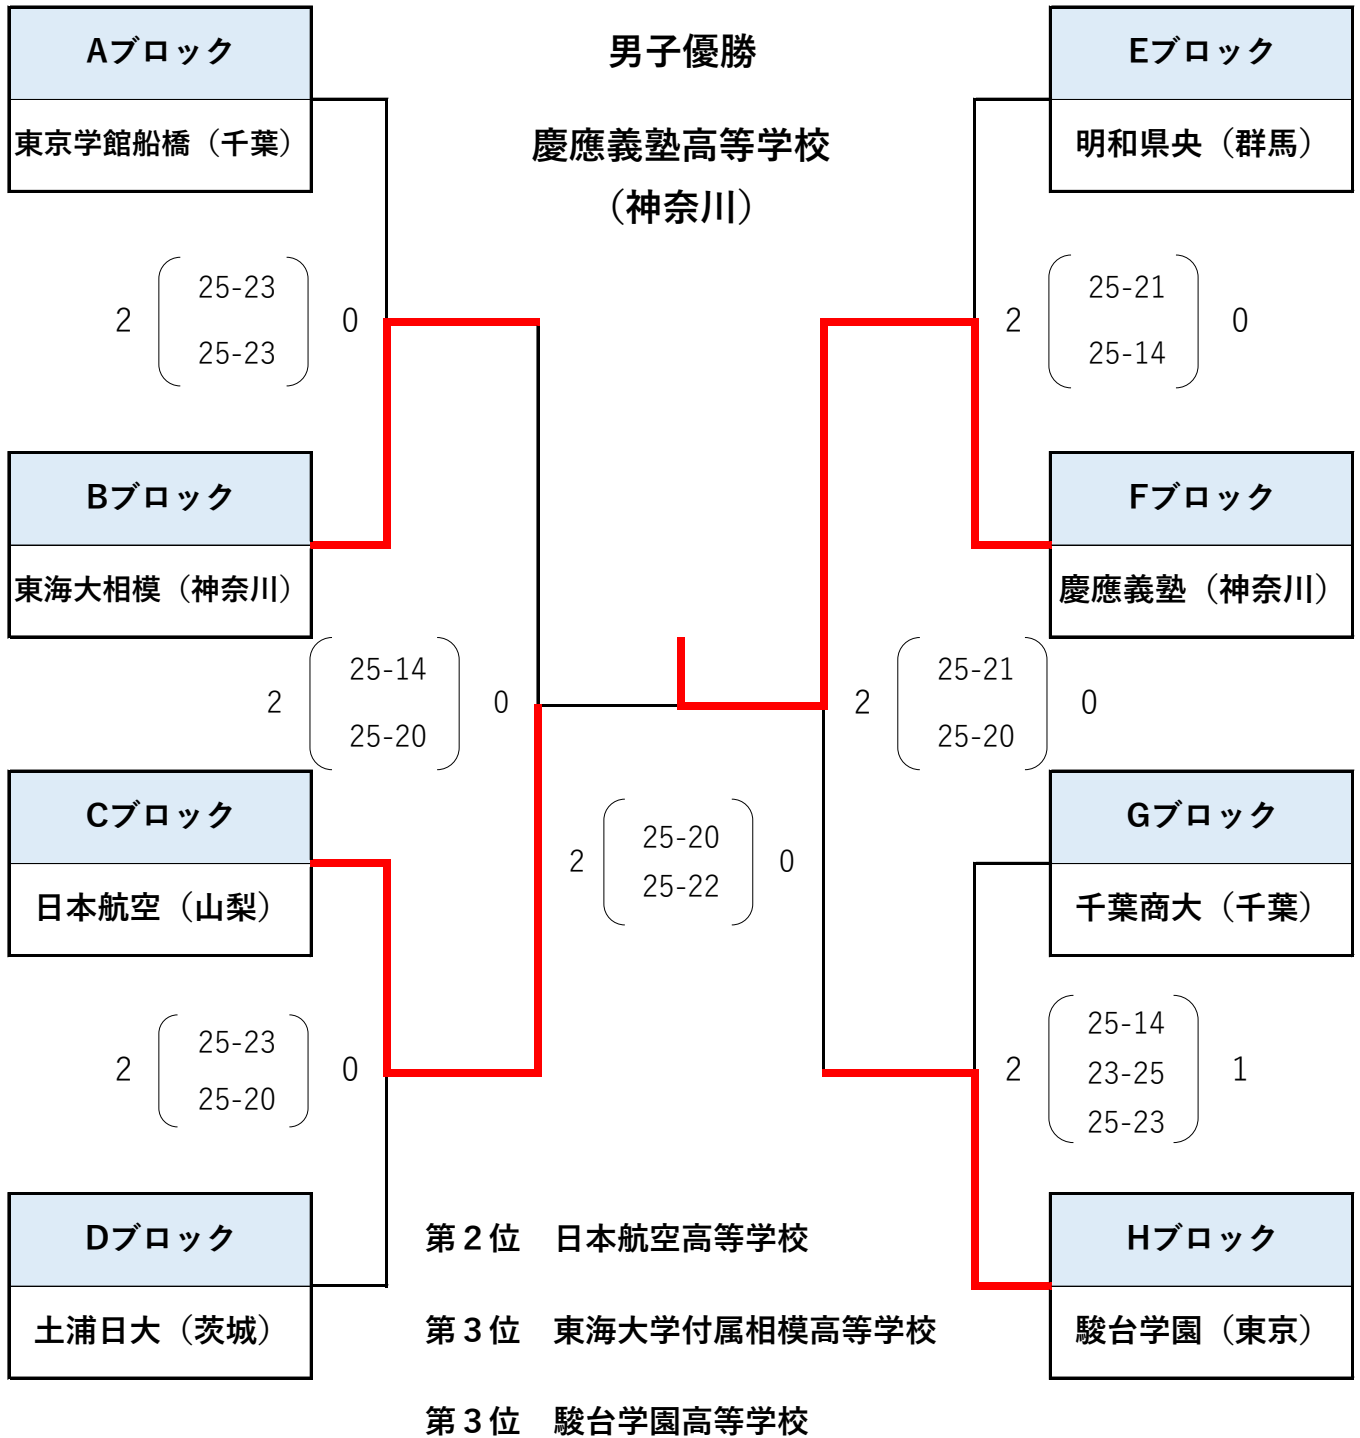 Aブロック
東京学館船橋（千葉）
男子優勝
慶應義塾高等学校
（神奈川）
Eブロック
明和県央（群馬）
2
25-23
25-23
0
2
25-21
25-14
0
Bブロック
東海大相模（神奈川）
Fブロック
慶應義塾（神奈川）
2
25-14
25-20
0
2
25-21
25-20
0
Cブロック
日本航空（山梨）
2
25-20
25-22
0
Gブロック
千葉商大（千葉）
2
25-23
25-20
0
2
25-14
23-25
25-23
1
Dブロック
土浦日大（茨城）
Hブロック
駿台学園（東京）
第２位　日本航空高等学校
第３位　東海大学付属相模高等学校
第３位　駿台学園高等学校